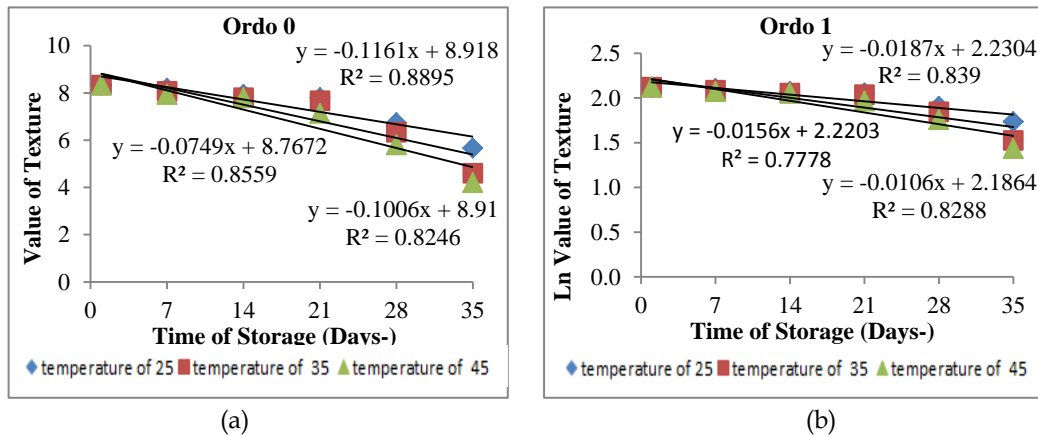 Ordo 0
y = -0.1161x + 8.918
R² = 0.8895
y = -0.0749x + 8.7672
R² = 0.8559
y = -0.1006x + 8.91
R² = 0.8246
Value of Texture
10
8
6
4
2
0
0 7 14 21 28 35
Time of Storage (Days-)
temperature of 25 temperature of 35 temperature of 45
(a)
Ordo 1
y = -0.0187x + 2.2304
R² = 0.839
y = -0.0156x + 2.2203
R² = 0.7778
y = -0.0106x + 2.1864
R² = 0.8288
Ln Value of Texture
2.5
2.0
1.5
1.0
0.5
0.0
0 7 14 21 28 35
Time of Storage (Days-)
temperature of 25 temperature of 35 temperature of 45
(b)